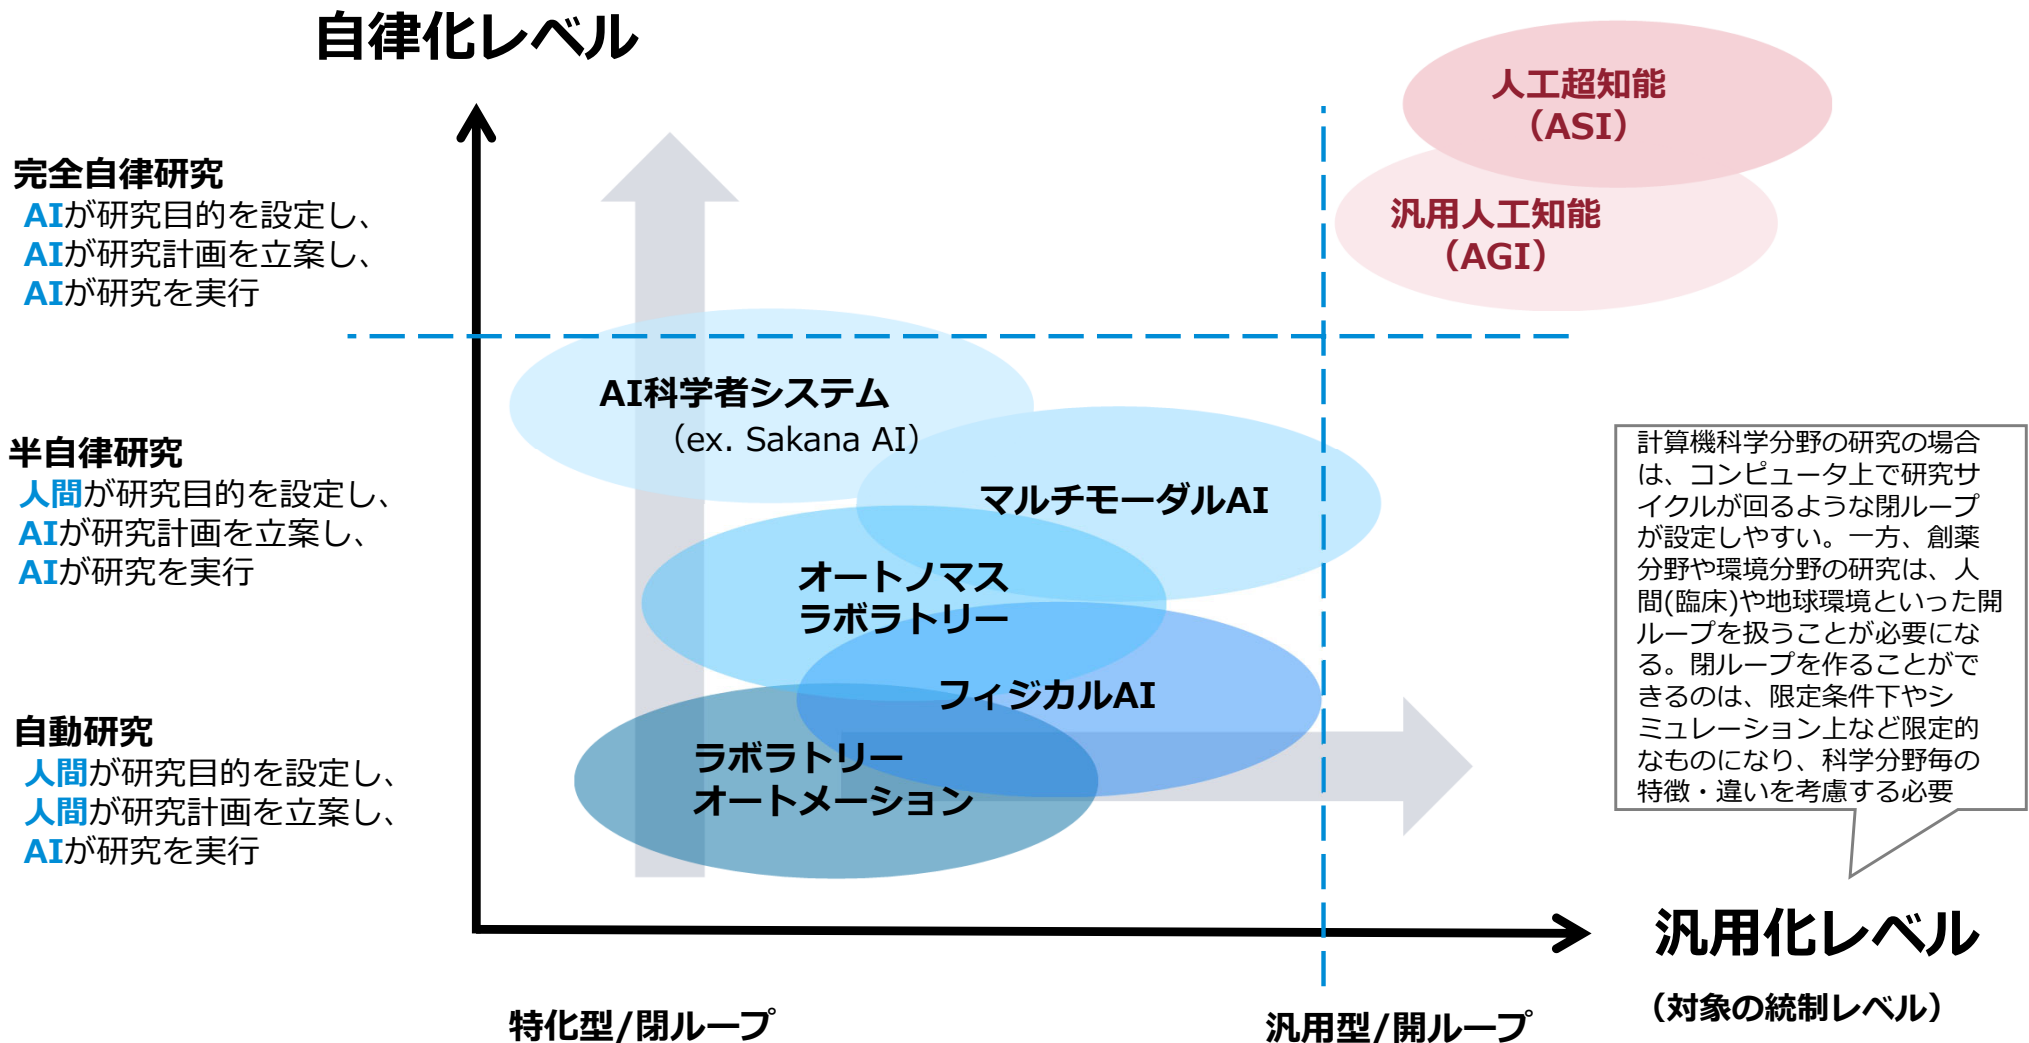 自律化レベル
人工超知能
（ASI）
汎用人工知能
（AGI）
完全自律研究
AIが研究目的を設定し、
AIが研究計画を立案し、
AIが研究を実行
AI科学者システム
（ex. Sakana AI）
マルチモーダルAI
半自律研究
人間が研究目的を設定し、
AIが研究計画を立案し、
AIが研究を実行
オートノマス
ラボラトリー
フィジカルAI
自動研究
人間が研究目的を設定し、
人間が研究計画を立案し、
AIが研究を実行
ラボラトリー
オートメーション
計算機科学分野の研究の場合
は、コンピュータ上で研究サ
イクルが回るような閉ループ
が設定しやすい。一方、創薬
分野や環境分野の研究は、人
間(臨床)や地球環境といった開
ループを扱うことが必要にな
る。閉ループを作ることがで
きるのは、限定条件下やシ
ミュレーション上など限定的
なものになり、科学分野毎の
特徴・違いを考慮する必要
汎用化レベル
（対象の統制レベル）
特化型/閉ループ
汎用型/開ループ